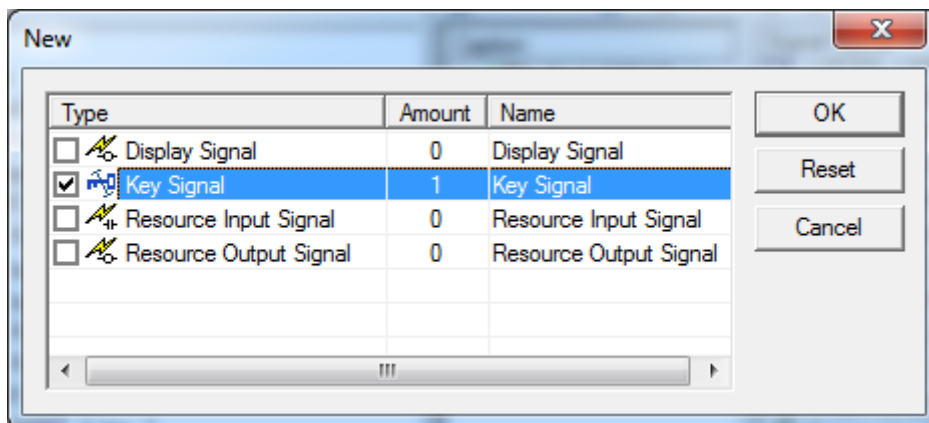 New
Type Amount Name
Display Signal 0 Display Signal
Key Signal 1 Key Signal
Resource Input Signal 0 Resource Input Signal
Resource Output Signal 0 Resource Output Signal
OK
Reset
Cancel